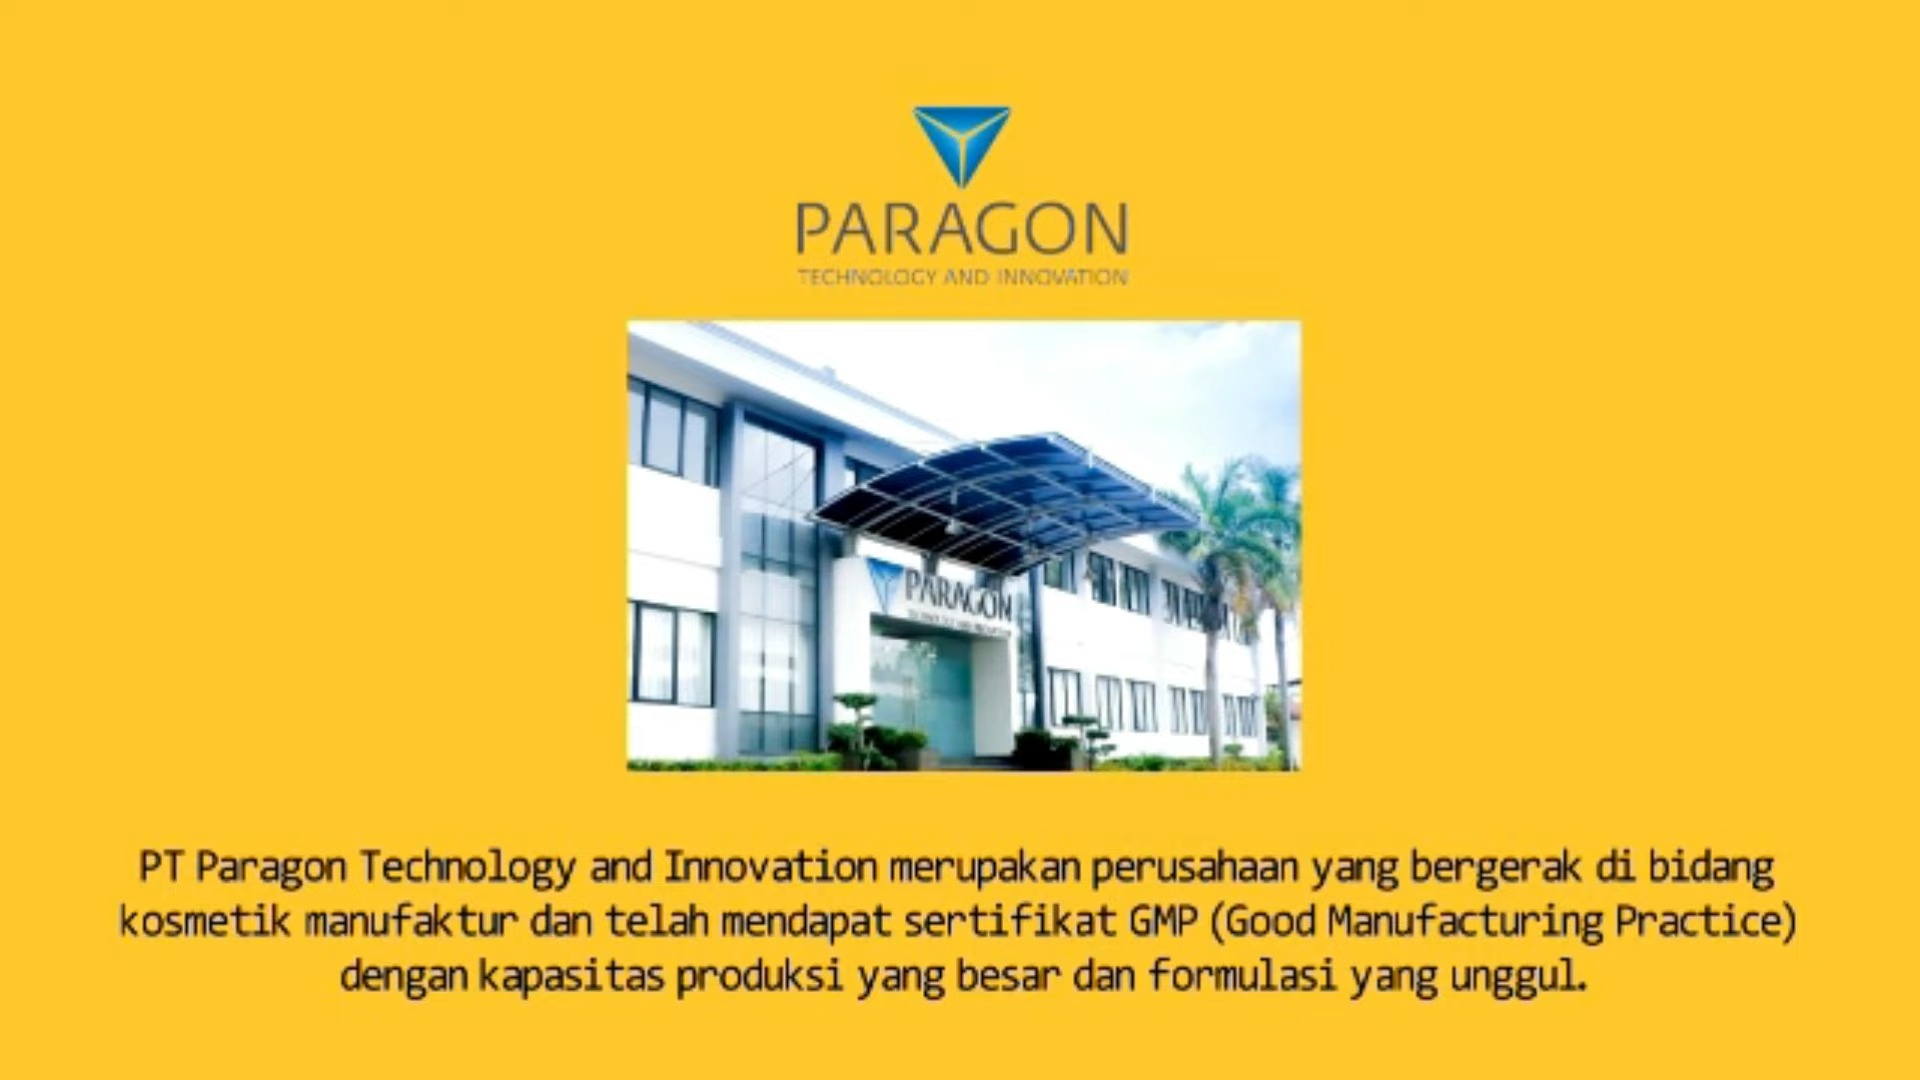 PARAGON
TECHNOLOGY AND INNOVATION
PARAGON
PT Paragon Technology and Innovation merupakan perusahaan yang bergerak di bidang
kosmetik manufaktur dan telah mendapat sertifikat GMP (Good Manufacturing Practice)
dengan kapasitas produksi yang besar dan formulasi yang unggul.